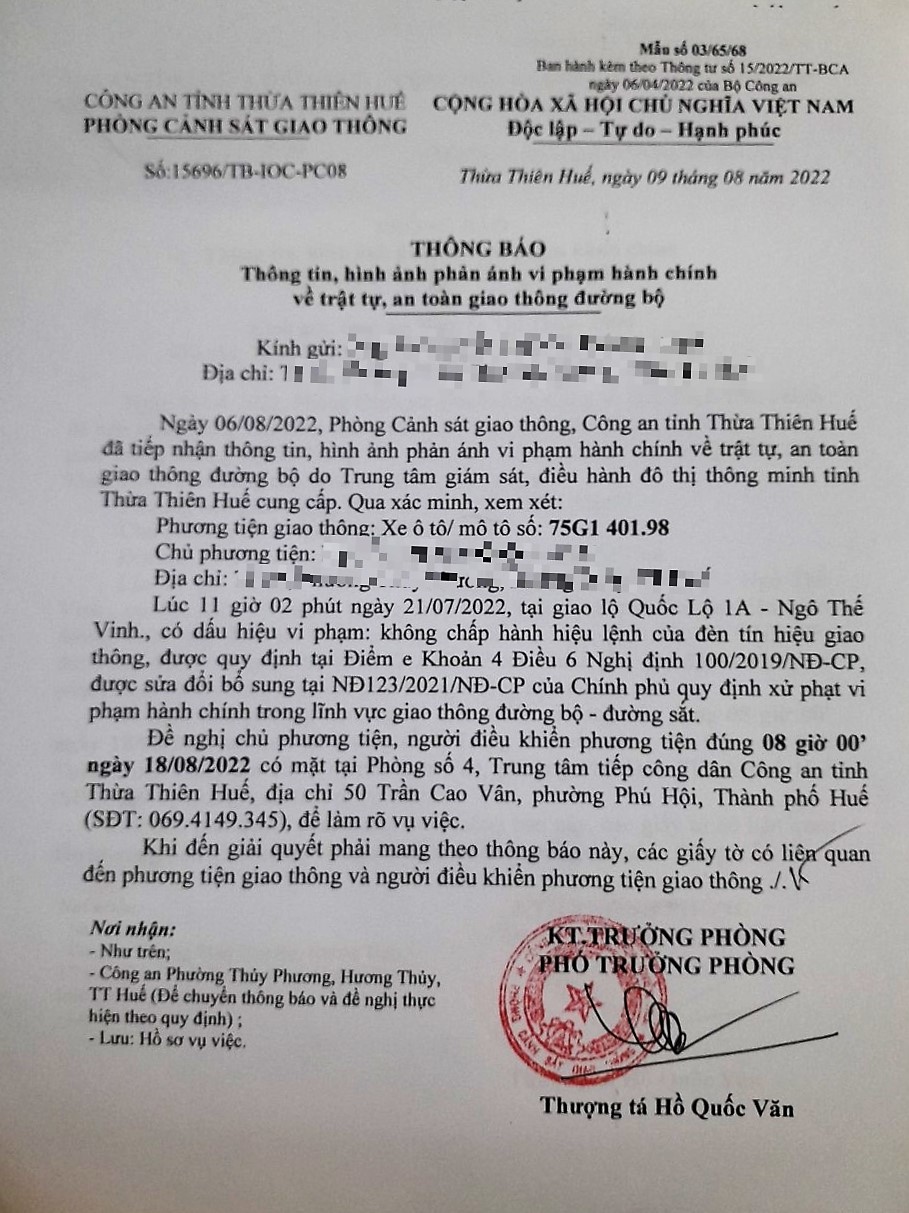 Mẫu số 03/65/68
Ban hành kèm theo Thông tư số 15/2022/TT-BCA
ngày 06/04/2022 của Bộ Công an
CÔNG AN TỈNH THỪA THIÊN HUẾ
PHÒNG CẢNH SÁT GIAO THÔNG
CỘNG HÒA XÃ HỘI CHỦ NGHĨA VIỆT NAM
Độc lập – Tự do – Hạnh phúc
Số:15696/TB-IOC-PC08
Thừa Thiên Huế, ngày 09 tháng 08 năm 2022
THÔNG BÁO
Thông tin, hình ảnh phản ánh vi phạm hành chính
về trật tự, an toàn giao thông đường bộ
Kính gửi:
Địa chỉ:
Ngày 06/08/2022, Phòng Cảnh sát giao thông, Công an tỉnh Thừa Thiên Huế
đã tiếp nhận thông tin, hình ảnh phản ánh vi phạm hành chính về trật tự, an toàn
giao thông đường bộ do Trung tâm giám sát, điều hành đô thị thông minh tỉnh
Thừa Thiên Huế cung cấp. Qua xác minh, xem xét:
Phương tiện giao thông: Xe ô tô/ mô tô số: 75G1 401.98
Chủ phương tiện:
Địa chỉ:
Lúc 11 giờ 02 phút ngày 21/07/2022, tại giao lộ Quốc Lộ 1A - Ngô Thế
Vinh., có dấu hiệu vi phạm: không chấp hành hiệu lệnh của đèn tín hiệu giao
thông, được quy định tại Điểm e Khoản 4 Điều 6 Nghị định 100/2019/NĐ-CP,
được sửa đổi bổ sung tại NĐ123/2021/NĐ-CP của Chính phủ quy định xử phạt vi
phạm hành chính trong lĩnh vực giao thông đường bộ - đường sắt.
Đề nghị chủ phương tiện, người điều khiển phương tiện đúng 08 giờ 00’
ngày 18/08/2022 có mặt tại Phòng số 4, Trung tâm tiếp công dân Công an tỉnh
Thừa Thiên Huế, địa chỉ 50 Trần Cao Vân, phường Phú Hội, Thành phố Huế
(SĐT: 069.4149.345), để làm rõ vụ việc.
Khi đến giải quyết phải mang theo thông báo này, các giấy tờ có liên quan
đến phương tiện giao thông và người điều khiển phương tiện giao thông ./.
Nơi nhận:
- Như trên;
- Công an Phường Thủy Phương, Hương Thủy,
TT Huế (Để chuyển thông báo và đề nghị thực
hiện theo quy định) ;
- Lưu: Hồ sơ vụ việc.
KT.TRƯỞNG PHÒNG
PHÓ TRƯỞNG PHÒNG
Thượng tá Hồ Quốc Văn